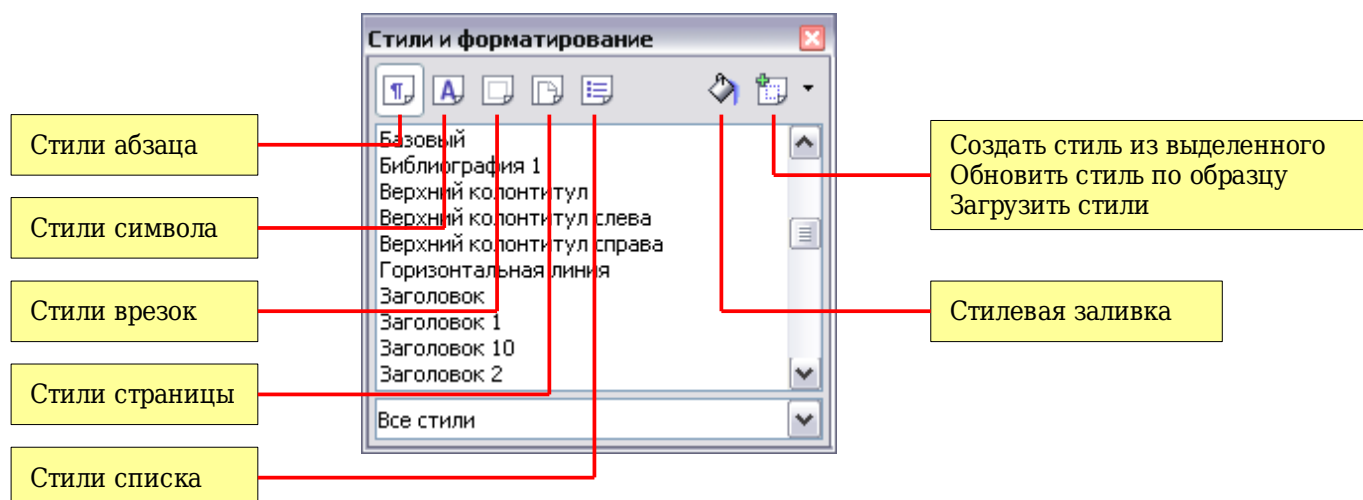 Стили и форматирование
Стили абзаца
Стили символа
Стили врезок
Стили страницы
Стили списка
Базовый
Библиография 1
Верхний колонтитул
Верхний колонтитул слева
Верхний колонтитул справа
Горизонтальная линия
Заголовок
Заголовок 1
Заголовок 10
Заголовок 2
Все стили
Создать стиль из выделенного
Обновить стиль по образцу
Загрузить стили
Стилевая заливка